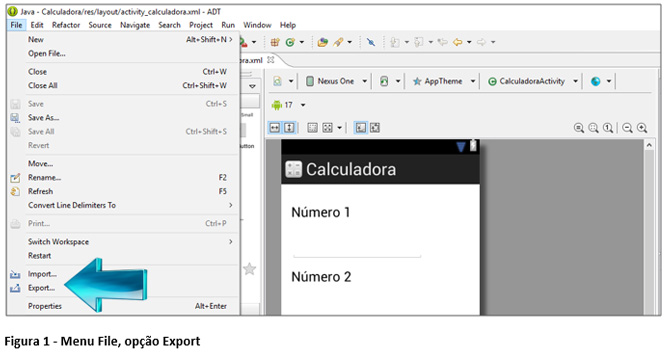 Java - Calculadora/res/layout/activity_calculadora.xml - ADT
File Edit Refactor Source Navigate Search Project Run Window Help
New Alt+Shift+N >
Open File...
Close Ctrl+W
Close All Ctrl+Shift+W
Save Ctrl+S
Save As...
Save All Ctrl+Shift+S
Revert
Move...
Rename... F2
Refresh F5
Convert Line Delimiters To >
Print... Ctrl+P
Switch Workspace >
Restart
Import...
Export...
Properties Alt+Enter
ora.xml
Small
utton
Nexus One AppTheme CalculadoraActivity
17
Calculadora
Número 1
Número 2
Figura 1 - Menu File, opção Export